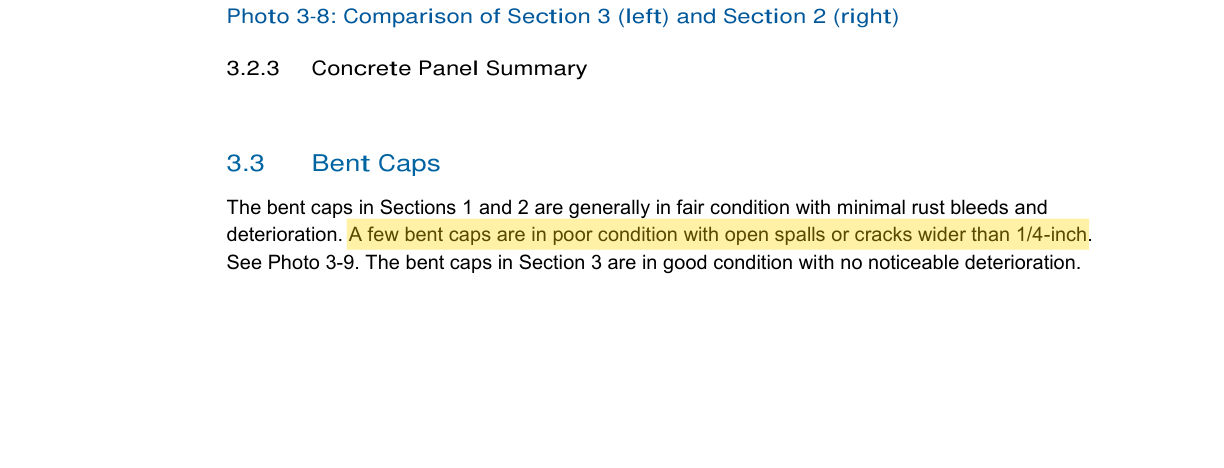 Photo 3-8: Comparison of Section 3 (left) and Section 2 (right)
3.2.3 Concrete Panel Summary
3.3 Bent Caps
The bent caps in Sections 1 and 2 are generally in fair condition with minimal rust bleeds and
deterioration. A few bent caps are in poor condition with open spalls or cracks wider than 1/4-inch.
See Photo 3-9. The bent caps in Section 3 are in good condition with no noticeable deterioration.